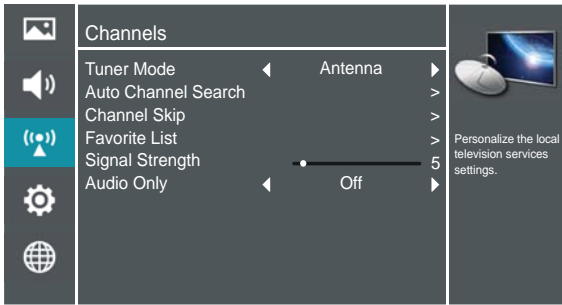 Channels
Tuner Mode Antenna
Auto Channel Search >
Channel Skip >
Favorite List >
Signal Strength 5
Audio Only Off
Personalize the local
television services
settings.